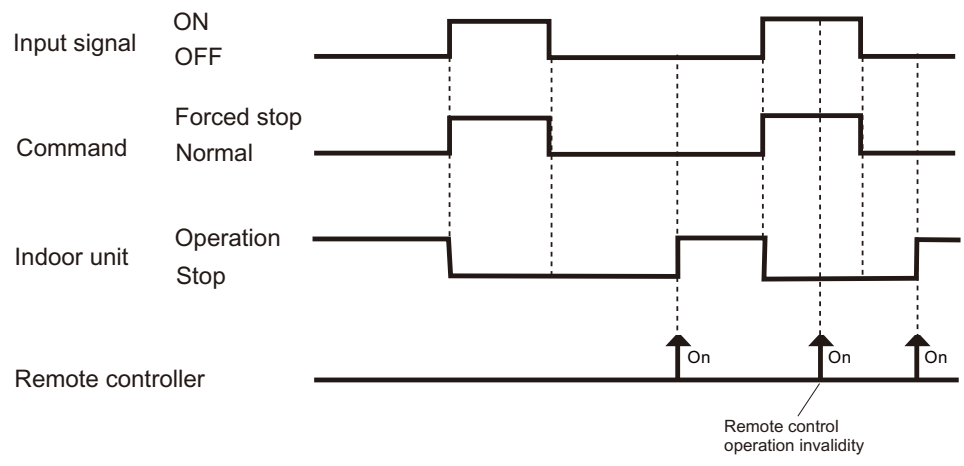 Input signal
ON
OFF
Command
Forced stop
Normal
Indoor unit
Operation
Stop
Remote controller
On
On
On
Remote control
operation invalidity